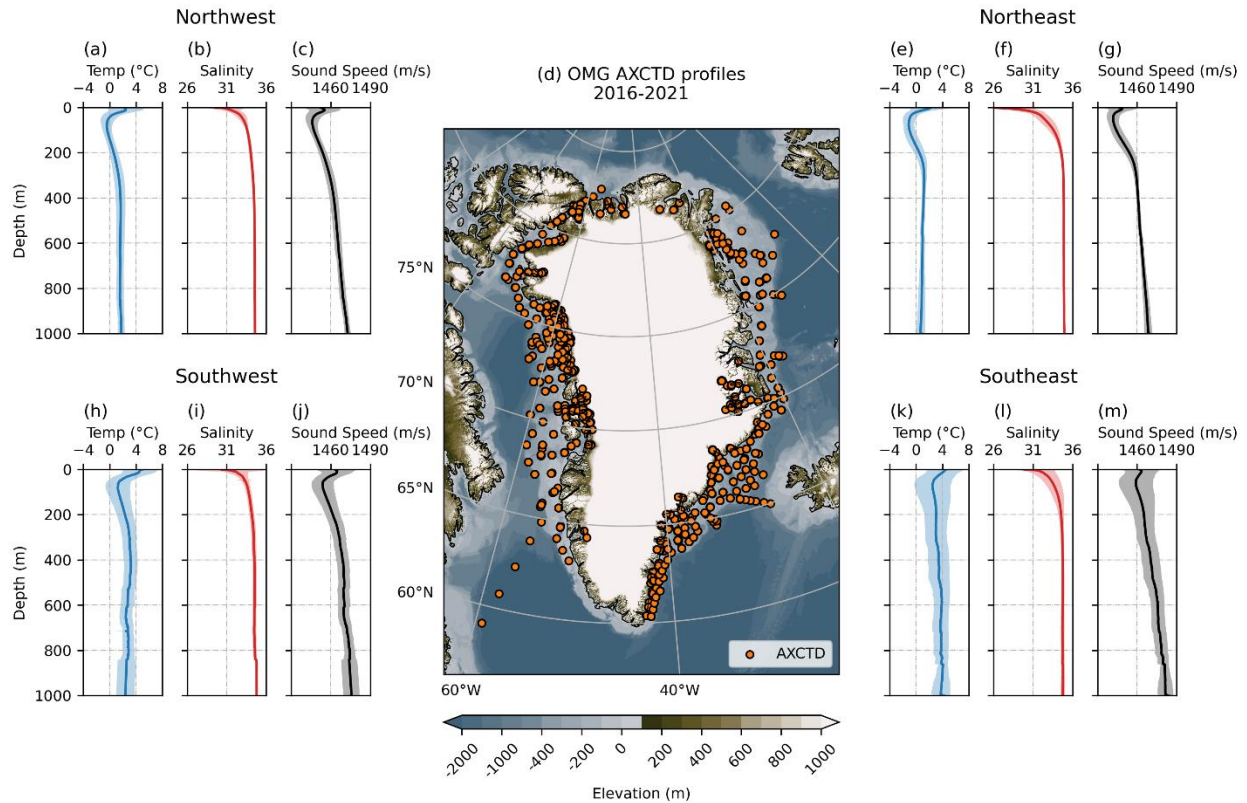 Northwest
(a)
(b)
(c)
Temp (°C)
Salinity
Sound Speed (m/s)
−4 0 4 8
26 31 36
1460 1490
0
200
400
600
800
1000
Depth (m)
(d) OMG AXCTD profiles
2016-2021
75°N
70°N
65°N
60°N
60°W
40°W
AXCTD
-2000
-1000
-600
-400
-200
0
200
400
600
800
1000
Elevation (m)
Northeast
(e)
(f)
(g)
Temp (°C)
Salinity
Sound Speed (m/s)
−4 0 4 8
26 31 36
1460 1490
Southwest
(h)
(i)
(j)
Temp (°C)
Salinity
Sound Speed (m/s)
−4 0 4 8
26 31 36
1460 1490
0
200
400
600
800
1000
Depth (m)
Southeast
(k)
(l)
(m)
Temp (°C)
Salinity
Sound Speed (m/s)
−4 0 4 8
26 31 36
1460 1490